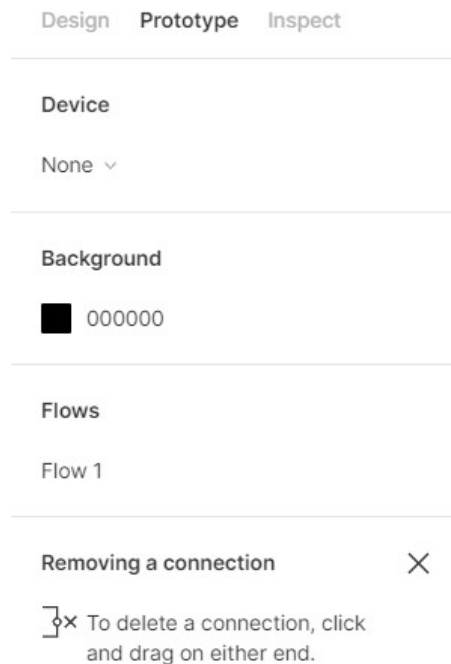 Design Prototype Inspect
Device
None
Background
000000
Flows
Flow 1
Removing a connection
To delete a connection, click
and drag on either end.